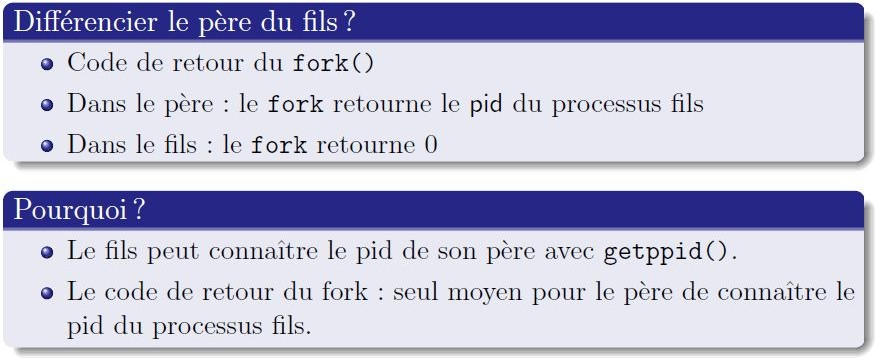 Différencier le père du fils ?
Code de retour du fork()
Dans le père : le fork retourne le pid du processus fils
Dans le fils : le fork retourne 0
Pourquoi ?
Le fils peut connaître le pid de son père avec getppid().
Le code de retour du fork : seul moyen pour le père de connaître le
pid du processus fils.